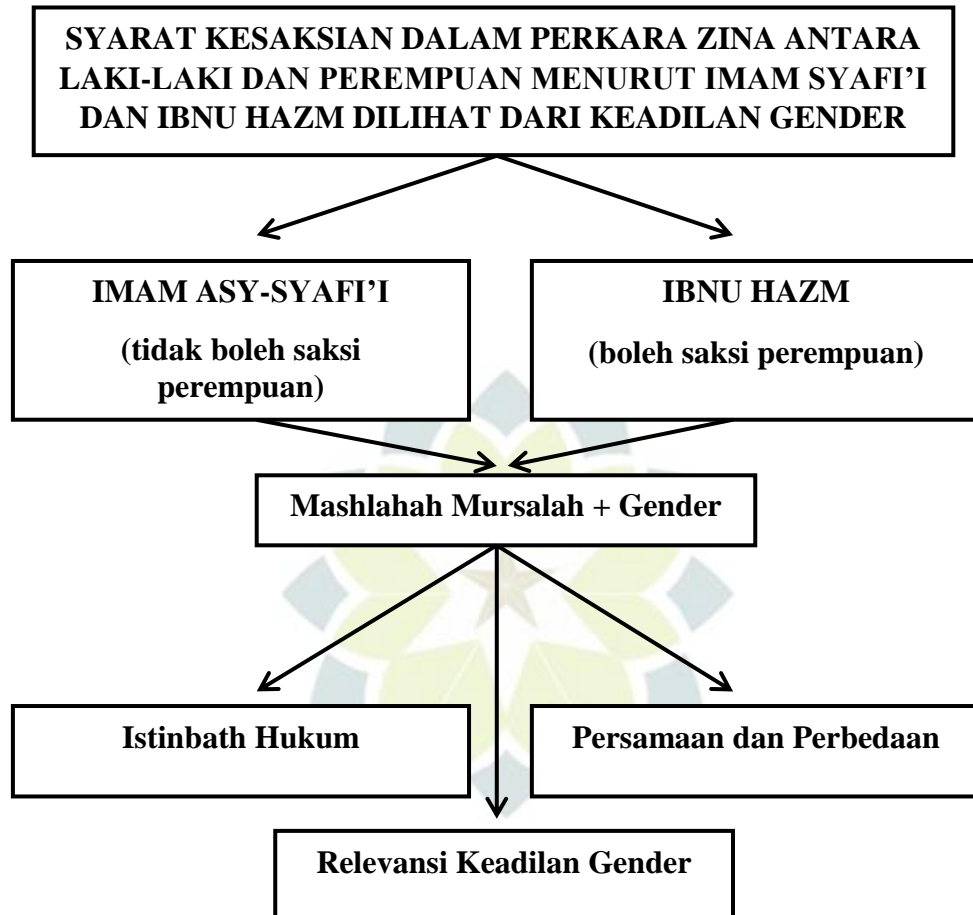 SYARAT KESAKSIAN DALAM PERKARA ZINA ANTARA
LAKI-LAKI DAN PEREMPUAN MENURUT IMAM SYAFI’I
DAN IBNU HAZM DILIHAT DARI KEADILAN GENDER
IMAM ASY-SYAFI’I
(tidak boleh saksi
perempuan)
IBNU HAZM
(boleh saksi perempuan)
Mashlahah Mursalah + Gender
Istinbath Hukum
Persamaan dan Perbedaan
Relevansi Keadilan Gender